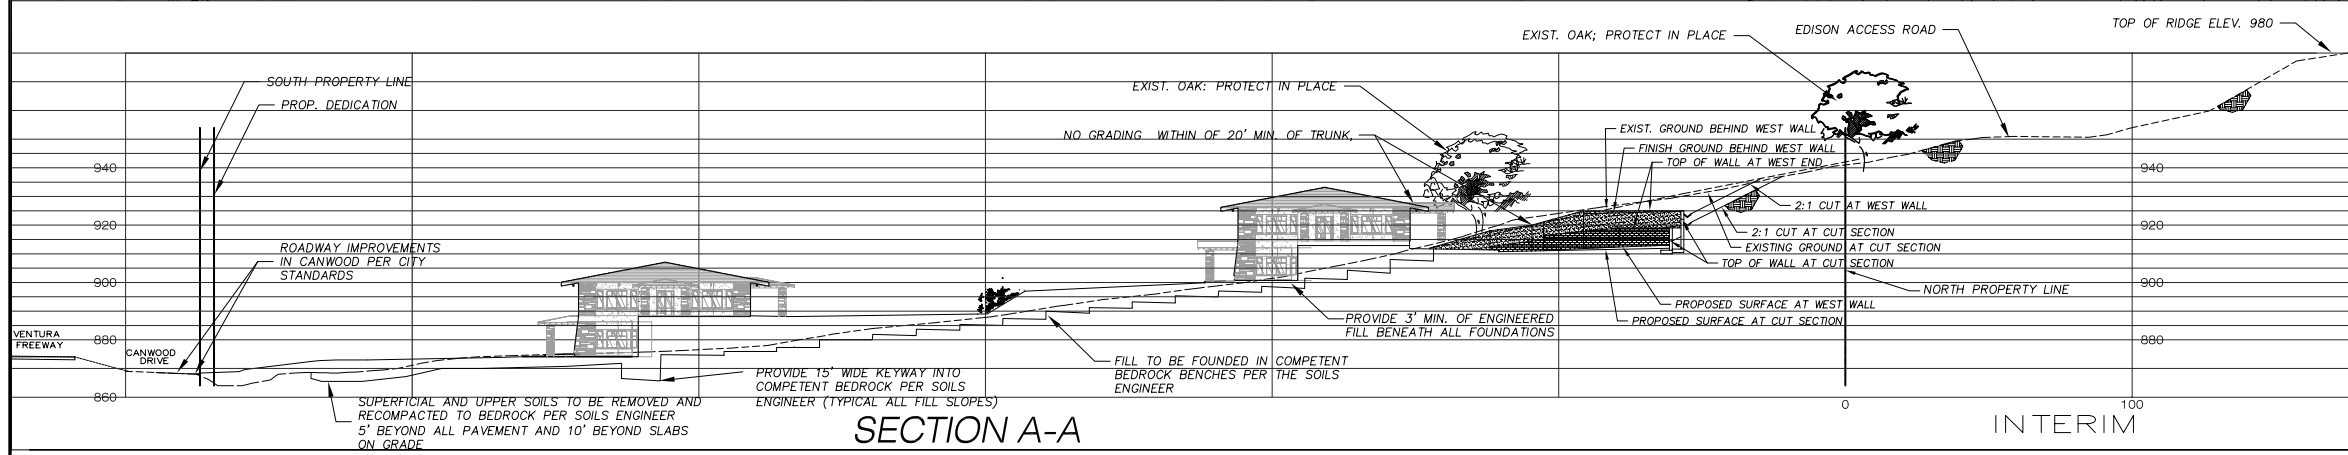 TOP OF RIDGE ELEV. 980
EXIST. OAK; PROTECT IN PLACE
EDISON ACCESS ROAD
SOUTH PROPERTY LINE
PROP. DEDICATION
EXIST. OAK: PROTECT IN PLACE
NO GRADING WITHIN OF 20' MIN. OF TRUNK,
EXIST. GROUND BEHIND WEST WALL
FINISH GROUND BEHIND WEST WALL
TOP OF WALL AT WEST END
940
940
2:1 CUT AT WEST WALL
920
920
2:1 CUT AT CUT SECTION
EXISTING GROUND AT CUT SECTION
TOP OF WALL AT CUT SECTION
ROADWAY IMPROVEMENTS
IN CANWOOD PER CITY
STANDARDS
900
900
NORTH PROPERTY LINE
PROPOSED SURFACE AT WEST WALL
PROPOSED SURFACE AT CUT SECTION
PROVIDE 3' MIN. OF ENGINEERED
FILL BENEATH ALL FOUNDATIONS
VENTURA
FREEWAY
880
880
CANWOOD
DRIVE
FILL TO BE FOUNDED IN COMPETENT
BEDROCK BENCHES PER THE SOILS
ENGINEER
PROVIDE 15' WIDE KEYWAY INTO
COMPETENT BEDROCK PER SOILS
ENGINEER (TYPICAL ALL FILL SLOPES)
860
SUPERFICIAL AND UPPER SOILS TO BE REMOVED AND
RECOMPACTED TO BEDROCK PER SOILS ENGINEER
5' BEYOND ALL PAVEMENT AND 10' BEYOND SLABS
ON GRADE
0
100
SECTION A-A
INTERIM